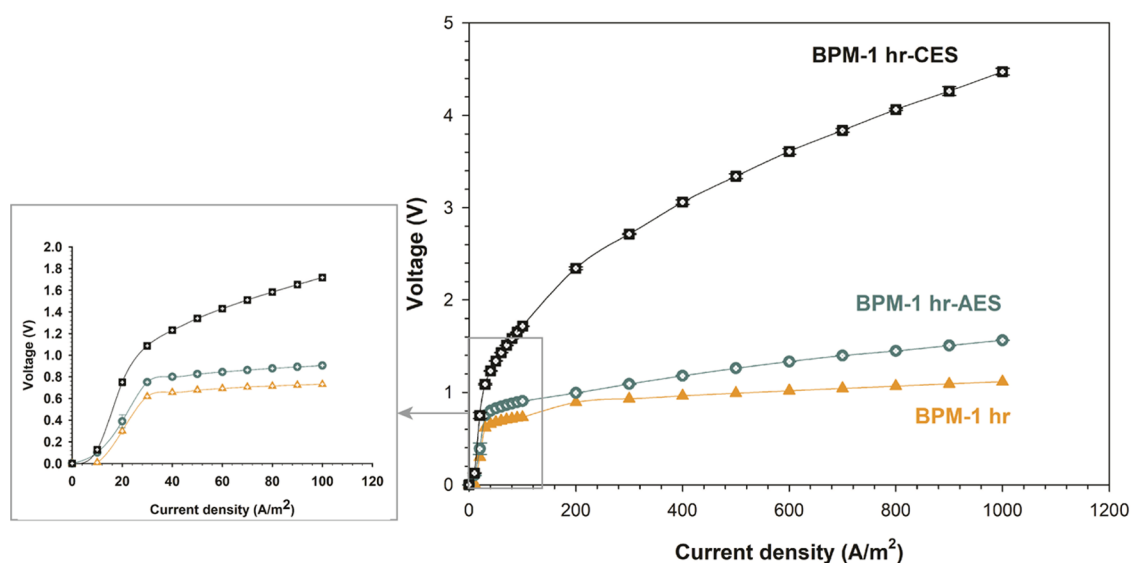 5
4
3
2
1
0
Voltage (V)
0 200 400 600 800 1000 1200
Current density (A/m²)
BPM-1 hr-CES
BPM-1 hr-AES
BPM-1 hr
2.0
1.8
1.6
1.4
1.2
1.0
0.8
0.6
0.4
0.2
0.0
Voltage (V)
0 20 40 60 80 100 120
Current density (A/m²)